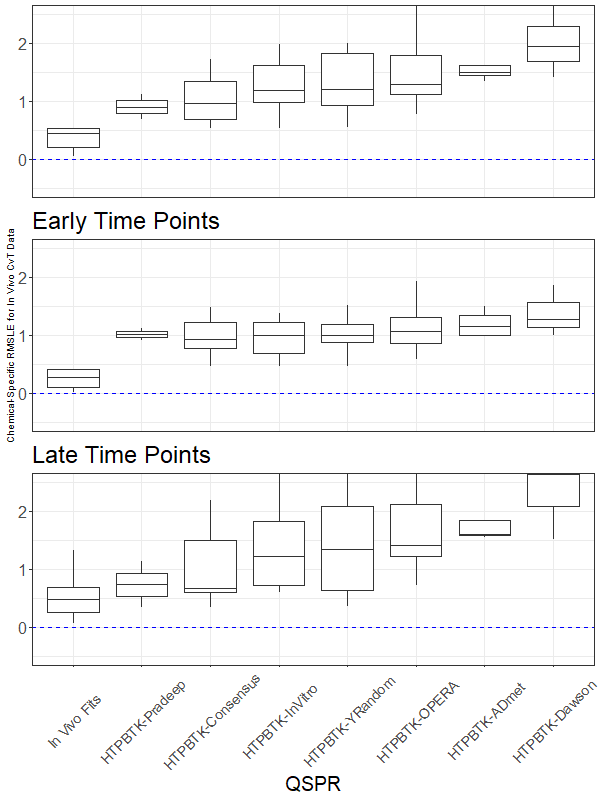 2
1
0
Early Time Points
2
1
0
Chemical-Specific RMSLE for In Vivo CvT Data
Late Time Points
2
1
0
In Vivo Fits
HTPBTK-Pradeep
HTPBTK-Consensus
HTPBTK-InVitro
HTPBTK-YRandom
HTPBTK-OPERA
HTPBTK-ADmet
HTPBTK-Dawson
QSPR